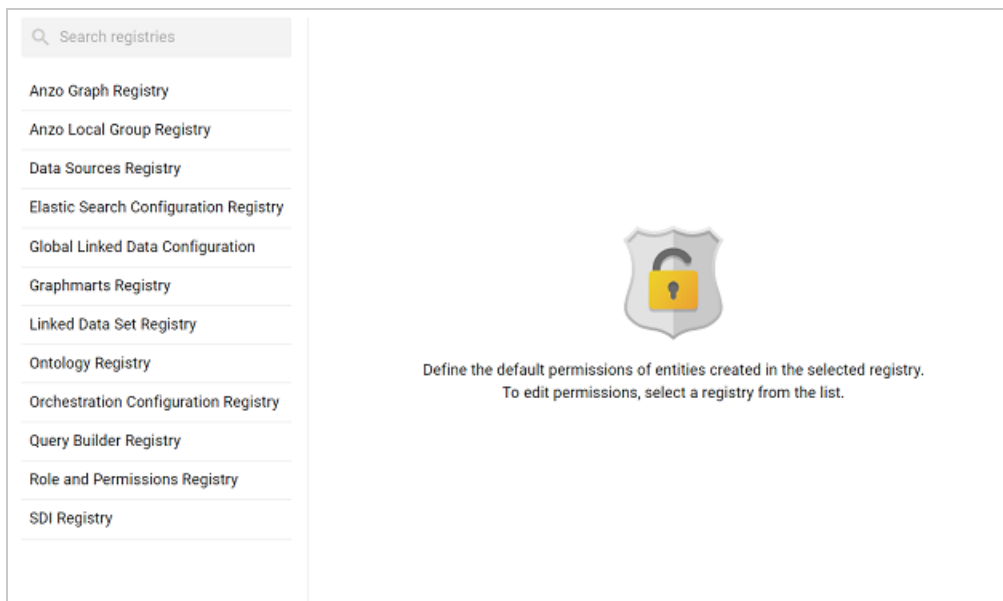 Search registries
Anzo Graph Registry
Anzo Local Group Registry
Data Sources Registry
Elastic Search Configuration Registry
Global Linked Data Configuration
Graphmarts Registry
Linked Data Set Registry
Ontology Registry
Orchestration Configuration Registry
Query Builder Registry
Role and Permissions Registry
SDI Registry
Define the default permissions of entities created in the selected registry.
To edit permissions, select a registry from the list.